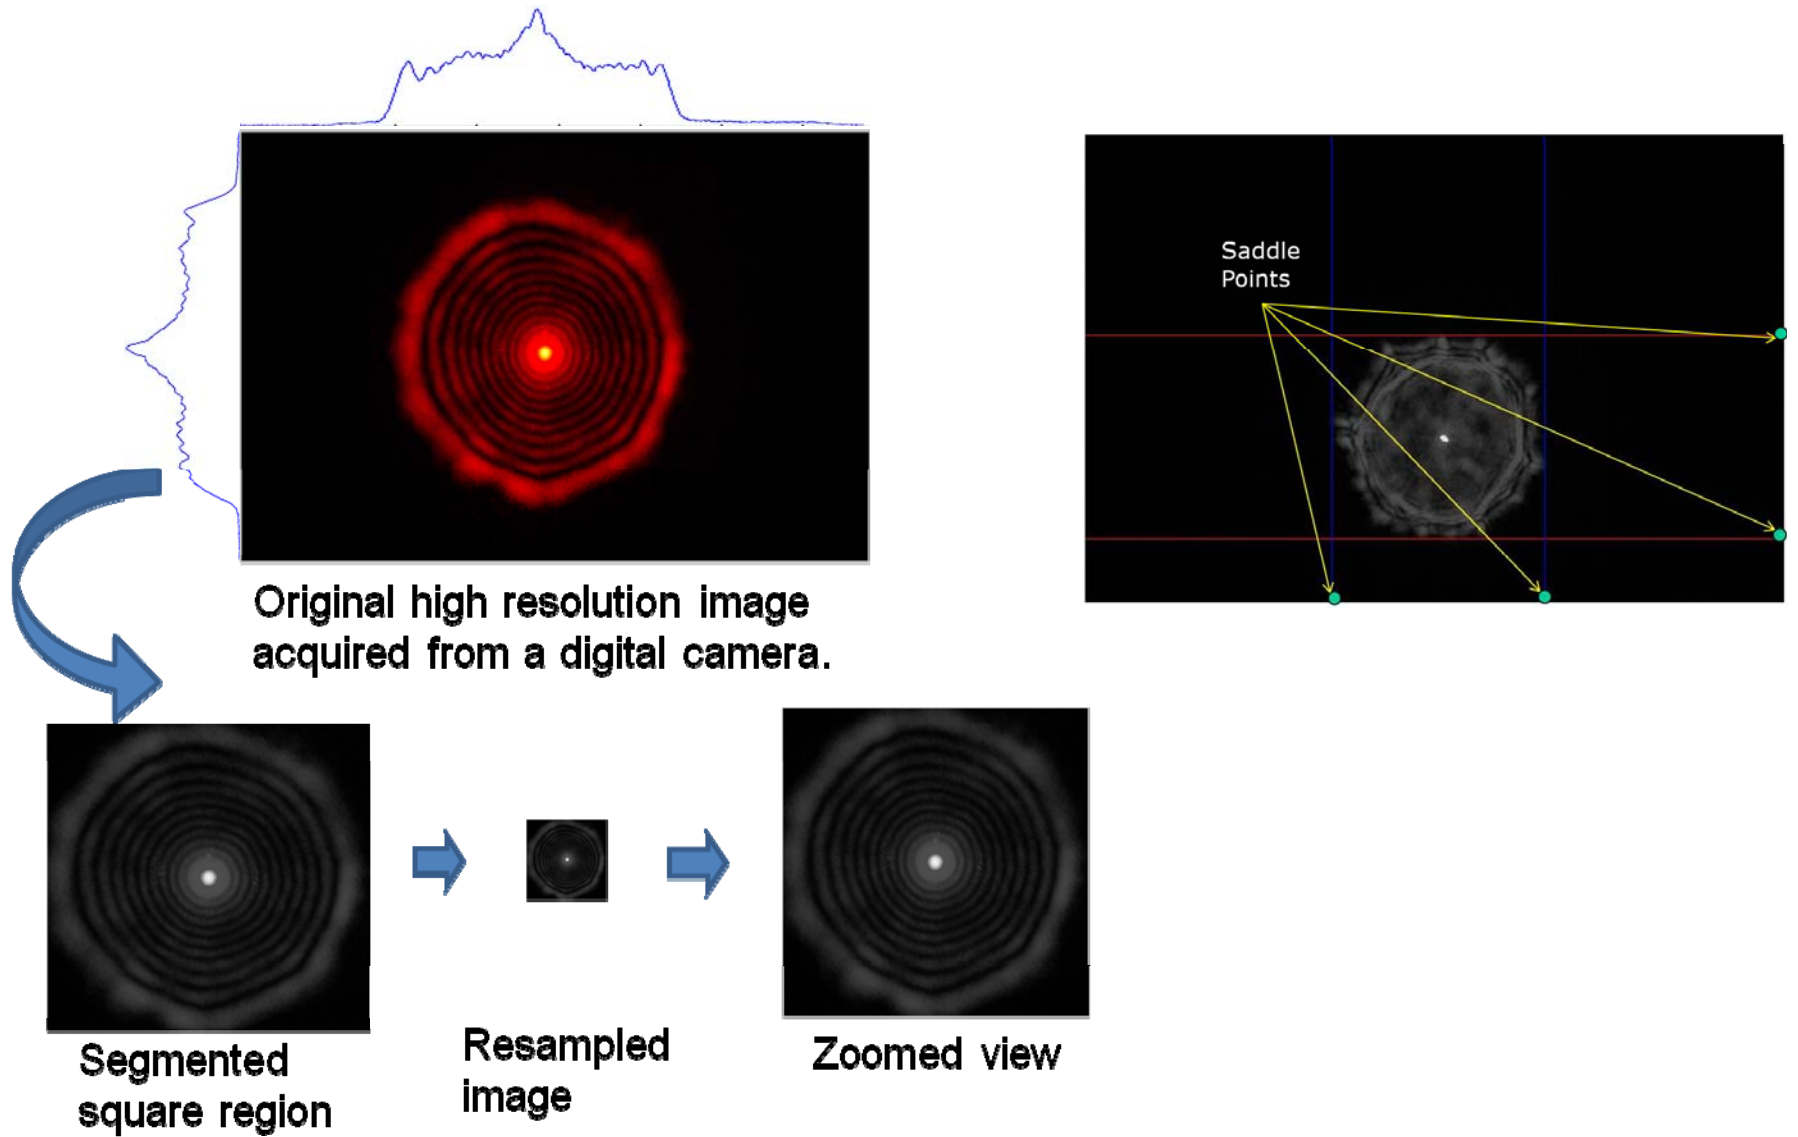 Saddle
Points
Original high resolution image
acquired from a digital camera.
Segmented
square region
Resampled
image
Zoomed view